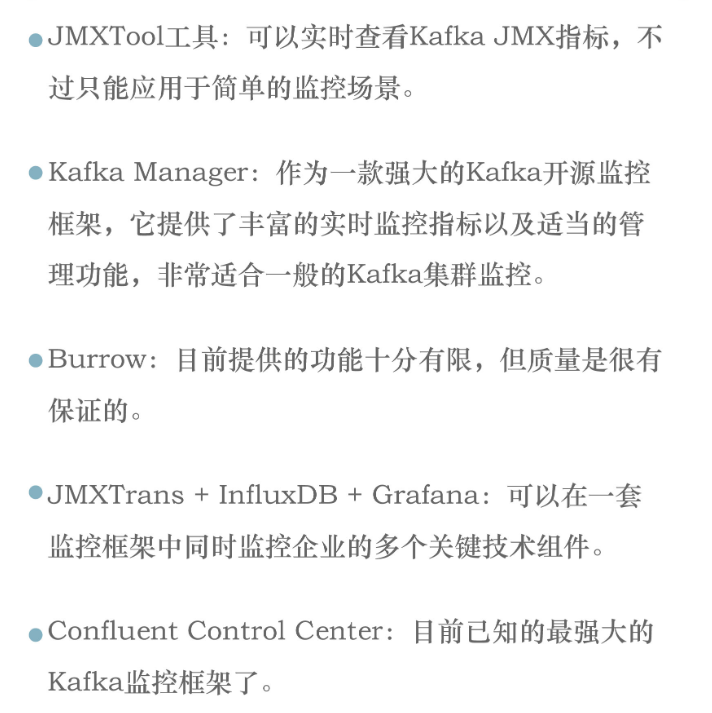 JMXTool工具：可以实时查看Kafka JMX指标，不
过只能应用于简单的监控场景。
Kafka Manager：作为一款强大的Kafka开源监控
框架，它提供了丰富的实时监控指标以及适当的管
理功能，非常适合一般的Kafka集群监控。
Burrow：目前提供的功能十分有限，但质量是很有
保证的。
JMXTrans + InfluxDB + Grafana：可以在一套
监控框架中同时监控企业的多个关键技术组件。
Confluent Control Center：目前已知的最强大的
Kafka监控框架了。